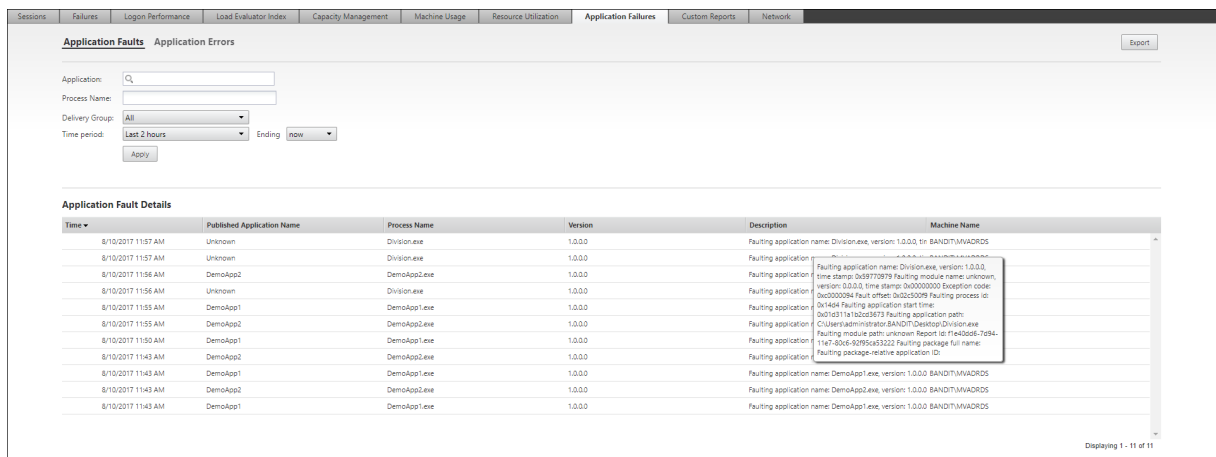 Sessions Failures Logon Performance Load Evaluator Index Capacity Management Machine Usage Resource Utilization Application Failures Custom Reports Network
Application Faults Application Errors Export
Application:
Process Name:
Delivery Group: All
Time period: Last 2 hours Ending now
Apply
Application Fault Details
Time Published Application Name Process Name Version Description Machine Name
8/10/2017 11:57 AM Unknown Division.exe 1.0.0.0 Faulting application name: Division.exe, version: 1.0.0.0, tir BANDIT\MVADRDS
8/10/2017 11:57 AM Unknown Division.exe 1.0.0.0 Faulting application
8/10/2017 11:56 AM DemoApp2 DemoApp2.exe 1.0.0.0 Faulting application
8/10/2017 11:56 AM Unknown Division.exe 1.0.0.0 Faulting application
8/10/2017 11:55 AM DemoApp1 DemoApp1.exe 1.0.0.0 Faulting application
8/10/2017 11:55 AM DemoApp2 DemoApp2.exe 1.0.0.0 Faulting application
8/10/2017 11:50 AM DemoApp1 DemoApp1.exe 1.0.0.0 Faulting application
8/10/2017 11:43 AM DemoApp2 DemoApp2.exe 1.0.0.0 Faulting application
8/10/2017 11:43 AM DemoApp1 DemoApp1.exe 1.0.0.0 Faulting application name: DemoApp1.exe, version: 1.0.0.0 BANDIT\MVADRDS
8/10/2017 11:43 AM DemoApp2 DemoApp2.exe 1.0.0.0 Faulting application name: DemoApp2.exe, version: 1.0.0.0 BANDIT\MVADRDS
8/10/2017 11:43 AM DemoApp1 DemoApp1.exe 1.0.0.0 Faulting application name: DemoApp1.exe, version: 1.0.0.0 BANDIT\MVADRDS
Faulting application name: Division.exe, version: 1.0.0.0,
time stamp: 0x59770979 Faulting module name: unknown,
version: 0.0.0.0, time stamp: 0x00000000 Exception code:
0xc0000094 Fault offset: 0x02c500f9 Faulting process id:
0x14d4 Faulting application start time:
0x01d311a1b2cd3673 Faulting application path:
C:\Users\administrator.BANDIT\Desktop\Division.exe
Faulting module path: unknown Report Id: f1e40dd6-7d94-
11e7-80c6-92f95ca53222 Faulting package full name:
Faulting package-relative application ID:
Displaying 1 - 11 of 11